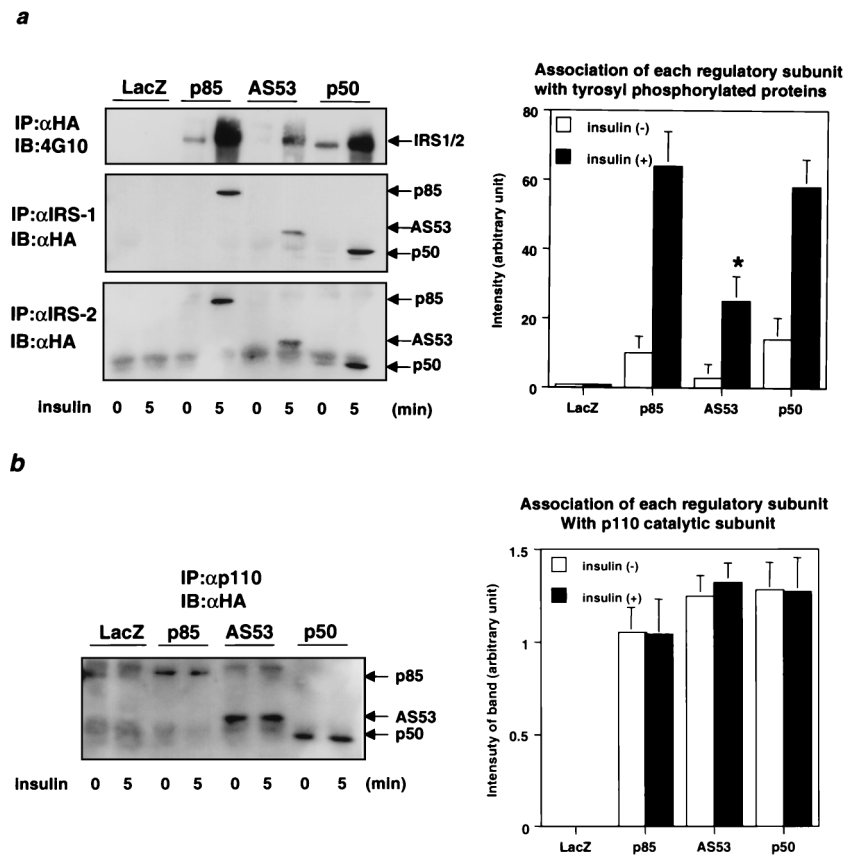 a
LacZ p85 AS53 p50
IP:αHA
IB:4G10
IRS1/2
IP:αIRS-1
IB:αHA
p85
AS53
p50
IP:αIRS-2
IB:αHA
p85
AS53
p50
insulin 0 5 0 5 0 5 0 5 (min)
Association of each regulatory subunit
with tyrosyl phosphorylated proteins
insulin (-)
insulin (+)
Intensity (arbitrary unit)
80
60
40
20
0
*
LacZ p85 AS53 p50
b
IP:αp110
IB:αHA
LacZ p85 AS53 p50
p85
AS53
p50
insulin 0 5 0 5 0 5 0 5 (min)
Association of each regulatory subunit
With p110 catalytic subunit
insulin (-)
insulin (+)
Intensuty of band (arbitrary unit)
1.5
1
0.5
0
LacZ p85 AS53 p50